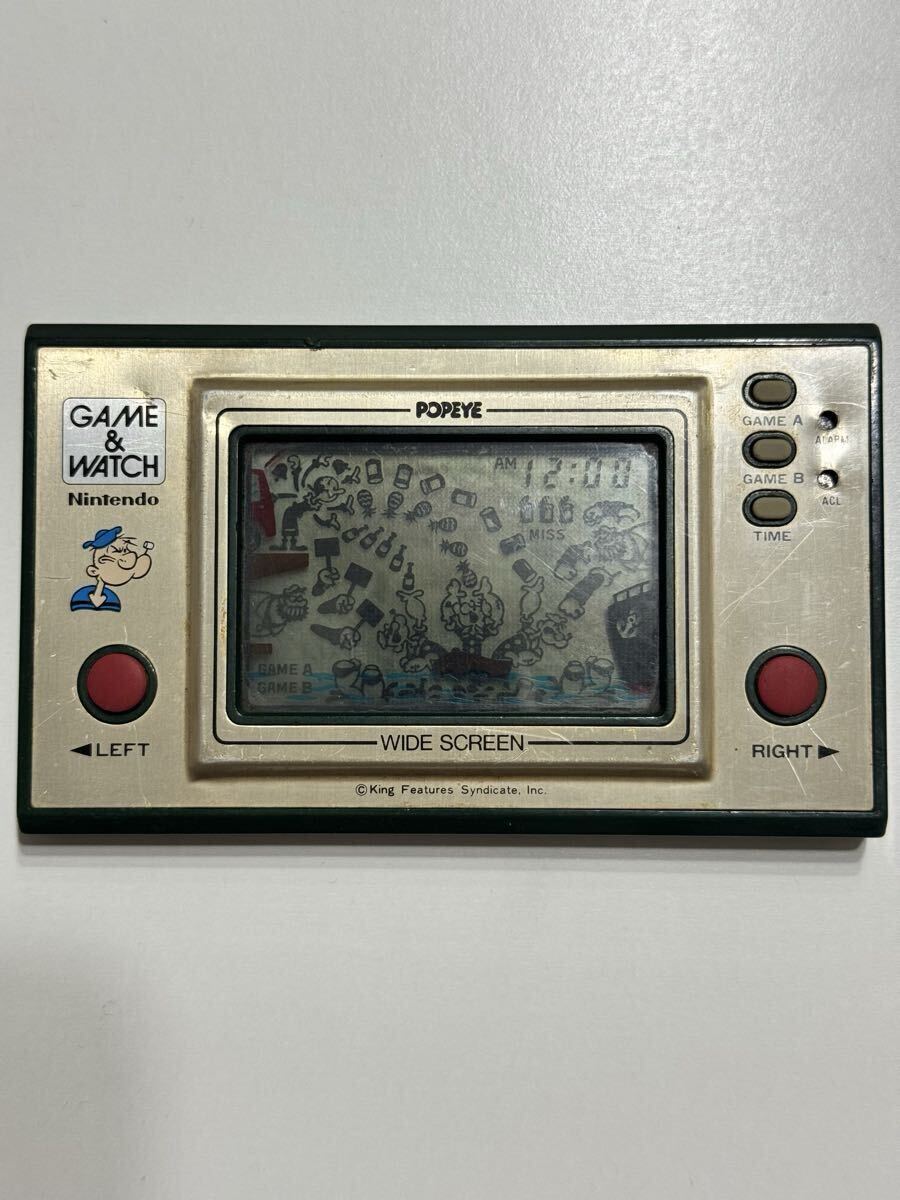 GAME
&
WATCH
Nintendo
POPEYE
AM 12:00
MISS
GAME A
GAME B
GAME A
ALARM
GAME B
ACL
TIME
◀LEFT
WIDE SCREEN
RIGHT▶
©King Features Syndicate, Inc.